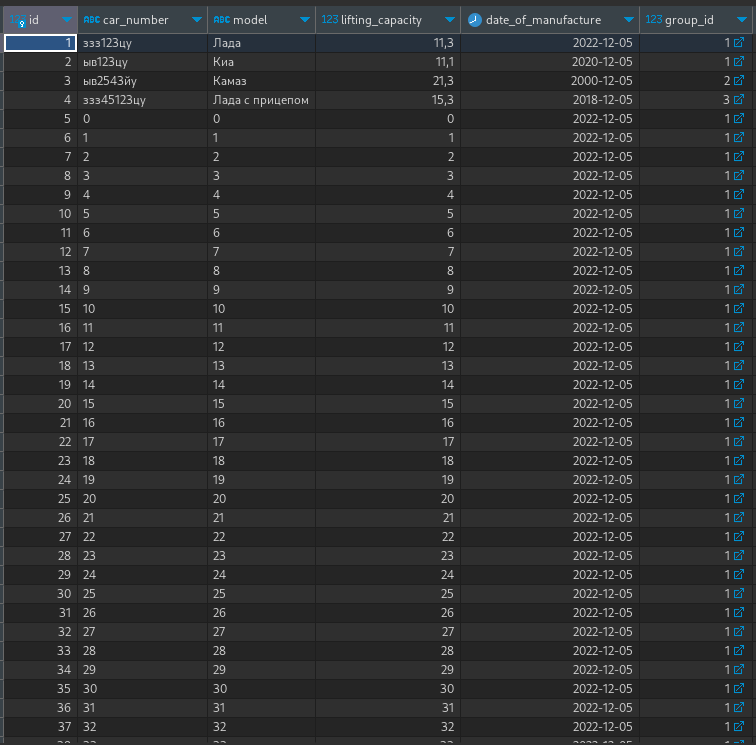 123 id ABC car_number ABC model 123 lifting_capacity date_of_manufacture 123 group_id
1 ззз123цу Лада 11,3 2022-12-05 1
2 ыв123цу Киа 11,1 2020-12-05 1
3 ыв2543йу Камаз 21,3 2000-12-05 2
4 ззз45123цу Лада с прицепом 15,3 2018-12-05 3
5 0 0 0 2022-12-05 1
6 1 1 1 2022-12-05 1
7 2 2 2 2022-12-05 1
8 3 3 3 2022-12-05 1
9 4 4 4 2022-12-05 1
10 5 5 5 2022-12-05 1
11 6 6 6 2022-12-05 1
12 7 7 7 2022-12-05 1
13 8 8 8 2022-12-05 1
14 9 9 9 2022-12-05 1
15 10 10 10 2022-12-05 1
16 11 11 11 2022-12-05 1
17 12 12 12 2022-12-05 1
18 13 13 13 2022-12-05 1
19 14 14 14 2022-12-05 1
20 15 15 15 2022-12-05 1
21 16 16 16 2022-12-05 1
22 17 17 17 2022-12-05 1
23 18 18 18 2022-12-05 1
24 19 19 19 2022-12-05 1
25 20 20 20 2022-12-05 1
26 21 21 21 2022-12-05 1
27 22 22 22 2022-12-05 1
28 23 23 23 2022-12-05 1
29 24 24 24 2022-12-05 1
30 25 25 25 2022-12-05 1
31 26 26 26 2022-12-05 1
32 27 27 27 2022-12-05 1
33 28 28 28 2022-12-05 1
34 29 29 29 2022-12-05 1
35 30 30 30 2022-12-05 1
36 31 31 31 2022-12-05 1
37 32 32 32 2022-12-05 1